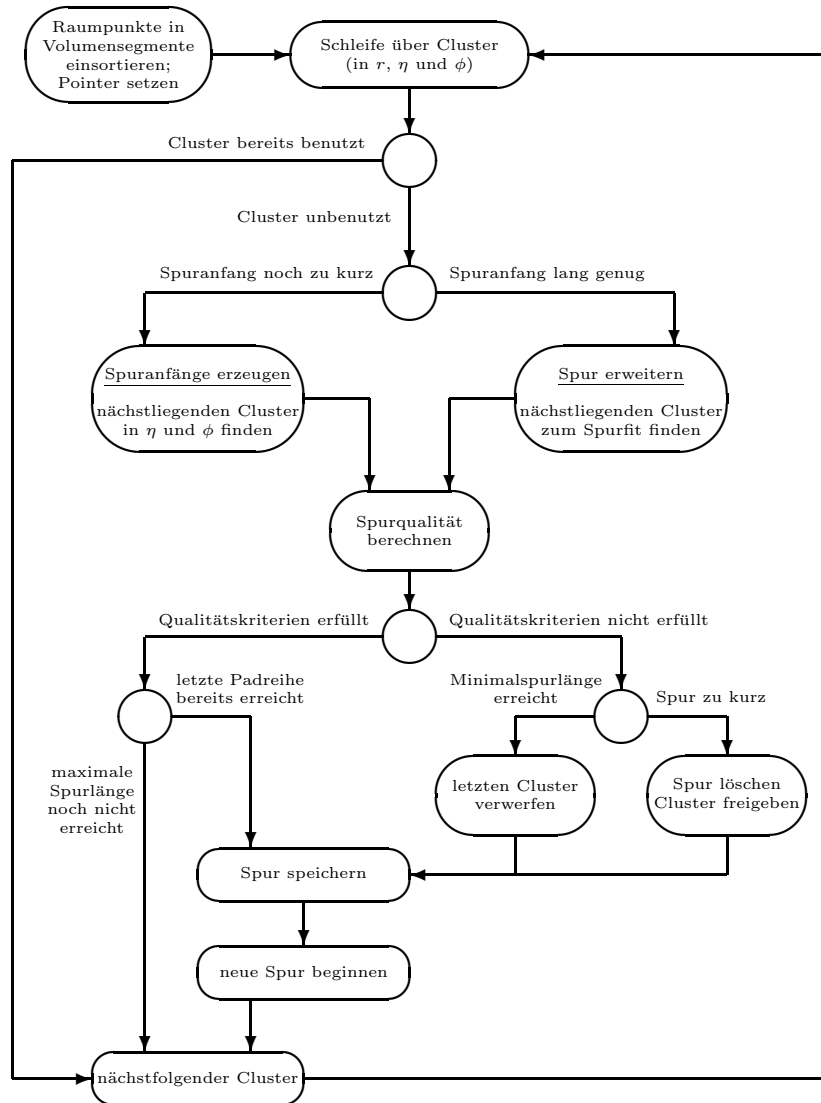 Raumpunkte in
Volumensegmente
einsortieren;
Pointer setzen
Schleife über Cluster
(in r, η und ϕ)
Cluster bereits benutzt
Cluster unbenutzt
Spuranfang noch zu kurz
Spuranfang lang genug
Spuranfänge erzeugen
nächstliegenden Cluster
in η und ϕ finden
Spur erweitern
nächstliegenden Cluster
zum Spurfit finden
Spurqualität
berechnen
Qualitätskriterien erfüllt
Qualitätskriterien nicht erfüllt
letzte Padreihe
bereits erreicht
Minimalspurlänge
erreicht
Spur zu kurz
maximale
Spurlänge
noch nicht
erreicht
letzten Cluster
verwerfen
Spur löschen
Cluster freigeben
Spur speichern
neue Spur beginnen
nächstfolgender Cluster